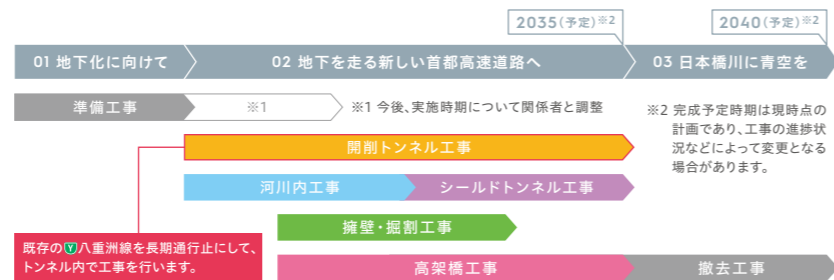 2035(予定)※2
2040(予定)※2
01 地下化に向けて
02 地下を走る新しい首都高速道路へ
03 日本橋川に青空を
準備工事
※1
※1 今後、実施時期について関係者と調整
※2 完成予定時期は現時点の
計画であり、工事の進捗状
況などによって変更となる
場合があります。
開削トンネル工事
河川内工事
シールドトンネル工事
擁壁・掘割工事
既存のY八重洲線を長期通行止にして、
トンネル内で工事を行います。
高架橋工事
撤去工事